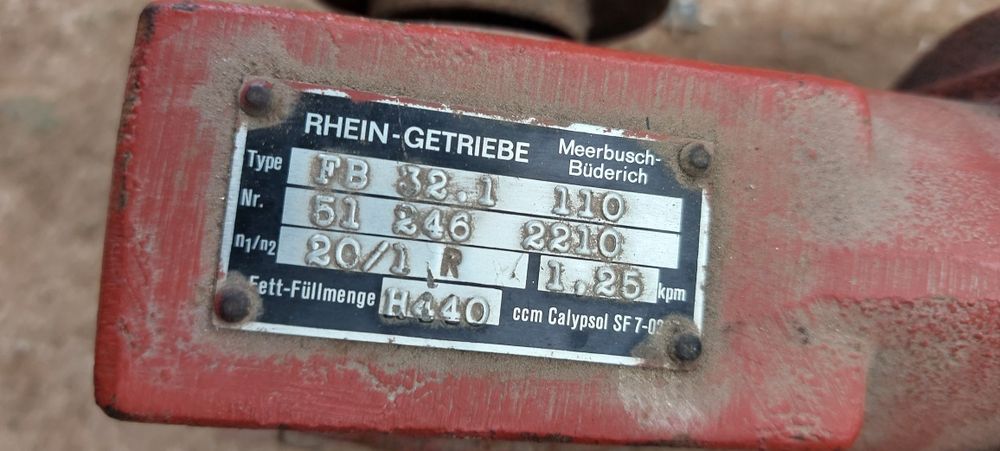 RHEIN-GETRIEBE Meerbusch-Büderich
Type FB 32.1 110
Nr. 51 246 2210
n1/n2 20/1 R 1,25 kpm
Fett-Füllmenge H440 ccm Calypsol SF 7-0